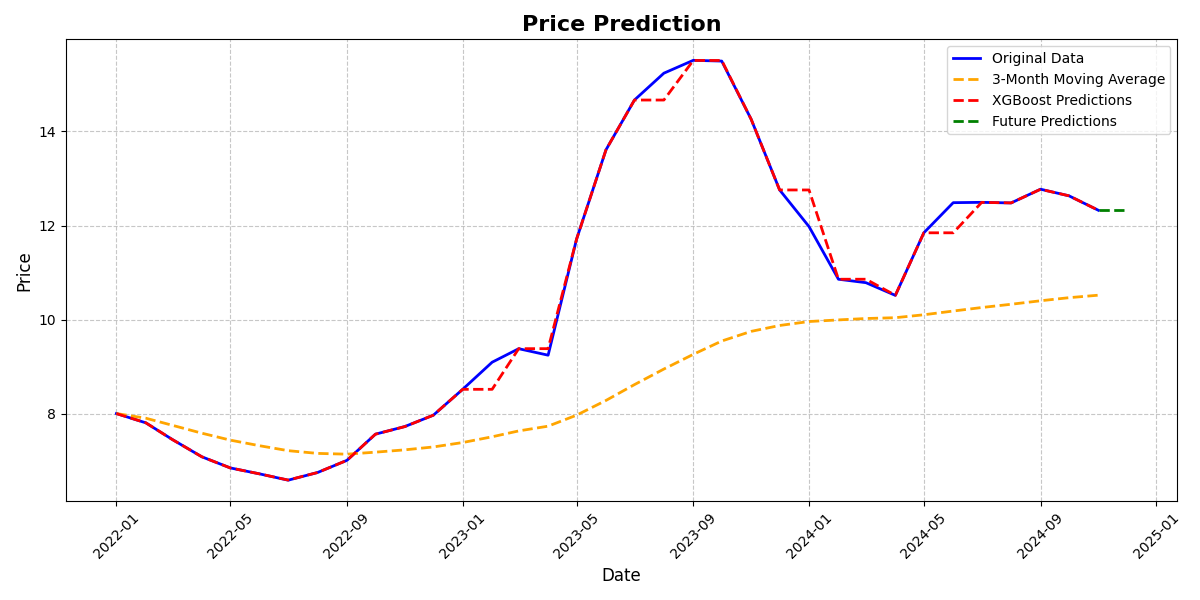 Price Prediction
Original Data
3-Month Moving Average
XGBoost Predictions
Future Predictions
Price
14
12
10
8
2022-01
2022-05
2022-09
2023-01
2023-05
2023-09
2024-01
2024-05
2024-09
2025-01
Date